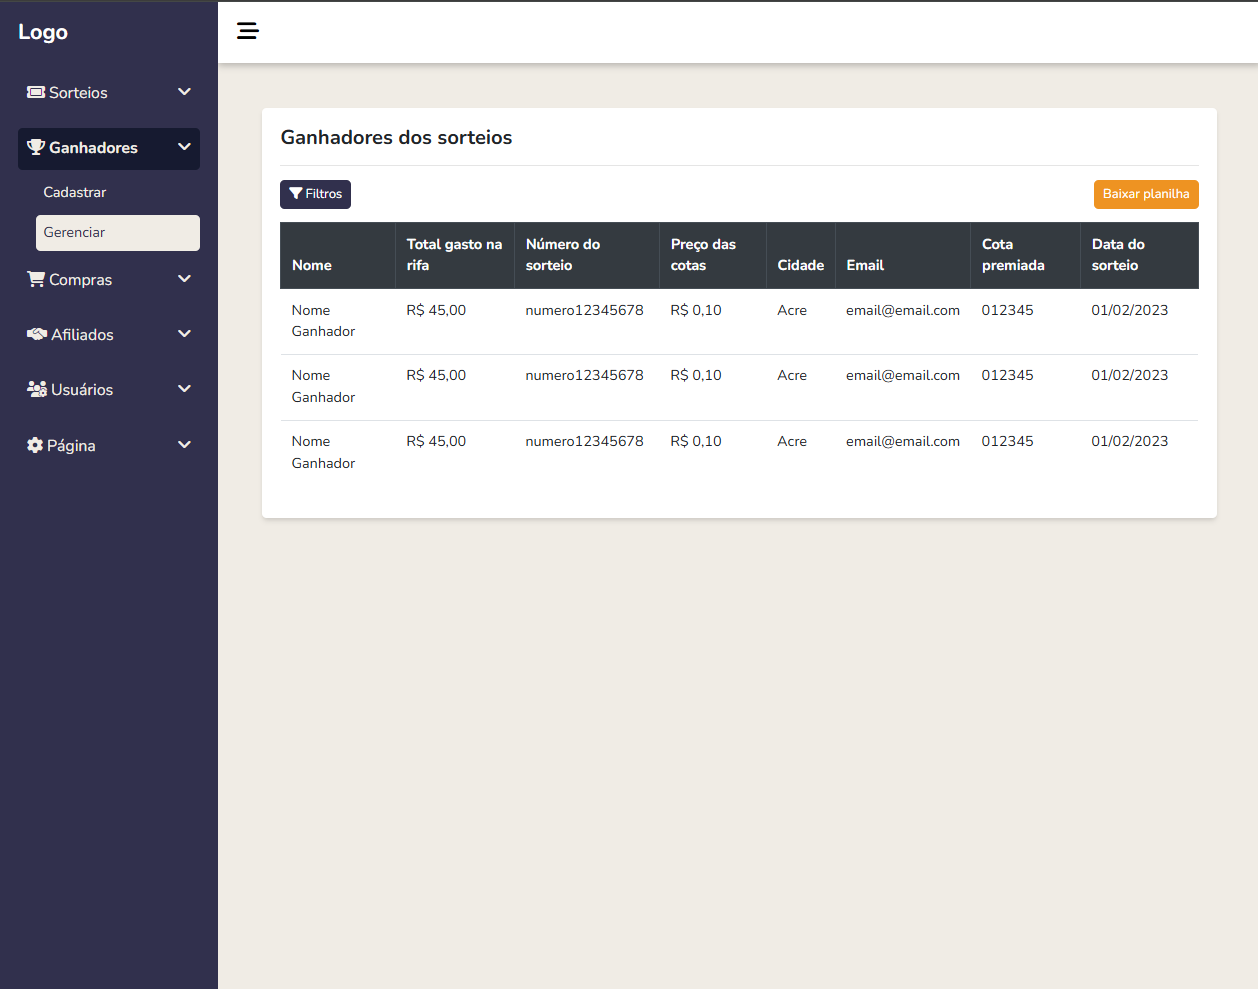 Logo
Sorteios
Ganhadores
Cadastrar
Gerenciar
Compras
Afiliados
Usuários
Página
Ganhadores dos sorteios
Filtros
Baixar planilha
Nome
Total gasto na
rifa
Número do
sorteio
Preço das
cotas
Cidade
Email
Cota
premiada
Data do
sorteio
Nome
Ganhador
R$ 45,00
numero12345678
R$ 0,10
Acre
email@email.com
012345
01/02/2023
Nome
Ganhador
R$ 45,00
numero12345678
R$ 0,10
Acre
email@email.com
012345
01/02/2023
Nome
Ganhador
R$ 45,00
numero12345678
R$ 0,10
Acre
email@email.com
012345
01/02/2023